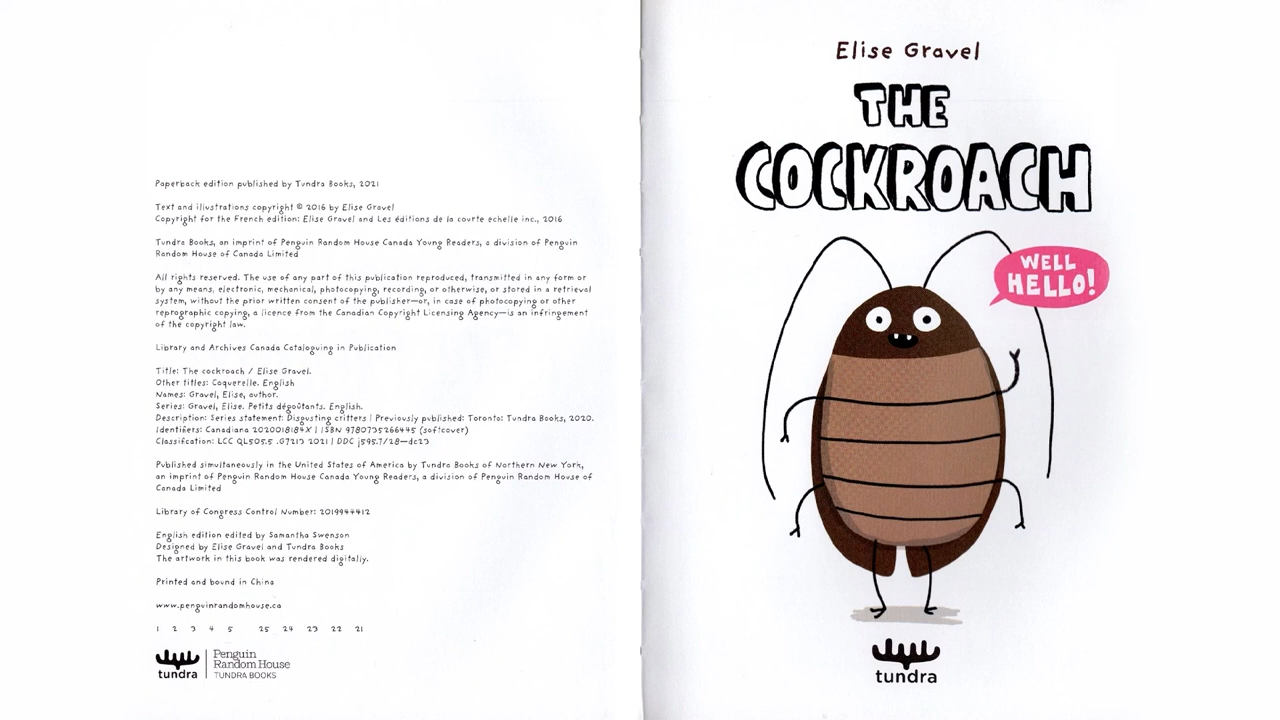 Paperback edition published by Tundra Books, 2021
Text and illustrations copyright © 2016 by Elise Gravel
Copyright for the French edition: Elise Gravel and Les éditions de la courte echelle inc., 2016
Tundra Books, an imprint of Penguin Random House Canada Young Readers, a division of Penguin
Random House of Canada Limited
All rights reserved. The use of any part of this publication reproduced, transmitted in any form or
by any means, electronic, mechanical, photocopying, recording, or otherwise, or stored in a retrieval
system, without the prior written consent of the publisher—or, in case of photocopying or other
reprographic copying, a licence from the Canadian Copyright Licensing Agency—is an infringement
of the copyright law.
Library and Archives Canada Cataloguing in Publication
Title: The cockroach / Elise Gravel.
Other titles: Coquerelle. English
Names: Gravel, Elise, author.
Series: Gravel, Elise. Petits dégoûtants. English.
Description: Series statement: Disgusting critters | Previously published: Toronto: Tundra Books, 2020.
Identifiers: Canadiana 2020018184X | ISBN 9780735266445 (softcover)
Classification: LCC QL505.5 .G7213 2021 | DDC j595.7/28—dc23
Published simultaneously in the United States of America by Tundra Books of Northern New York,
an imprint of Penguin Random House Canada Young Readers, a division of Penguin Random House of
Canada Limited
Library of Congress Control Number: 2019944412
English edition edited by Samantha Swenson
Designed by Elise Gravel and Tundra Books
The artwork in this book was rendered digitally.
Printed and bound in China
www.penguinrandomhouse.ca
1 2 3 4 5 25 24 23 22 21
tundra
Penguin
Random House
TUNDRA BOOKS
Elise Gravel
THE
COCKROACH
WELL
HELLO!
tundra